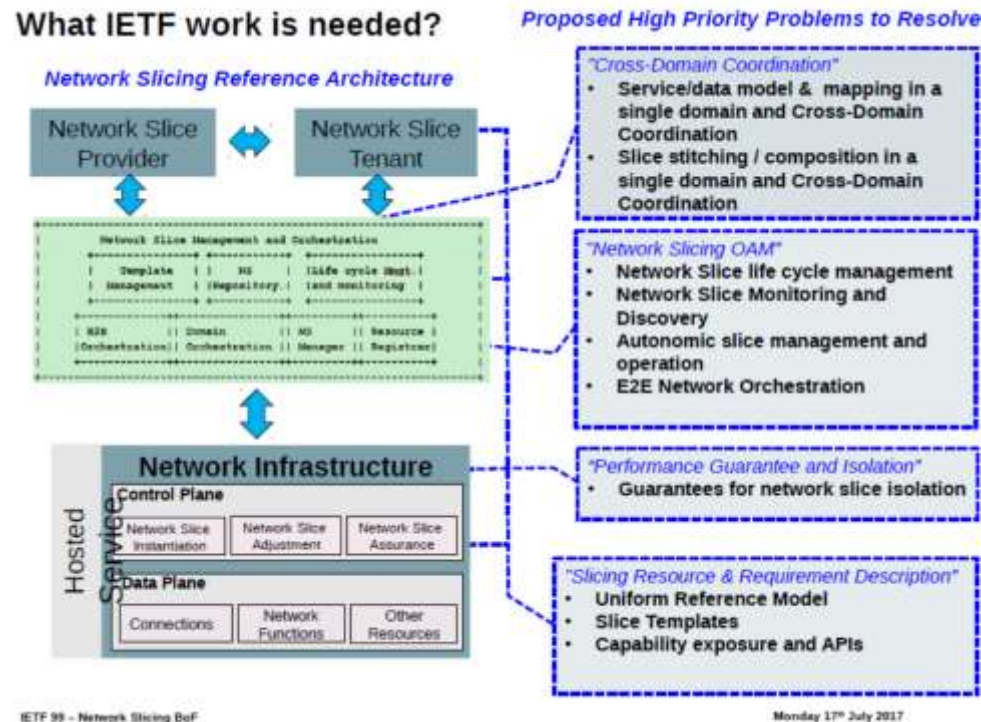 What IETF work is needed?
Proposed High Priority Problems to Resolve
Network Slicing Reference Architecture
Network Slice
Provider
Network Slice
Tenant
Network Slice Management and Orchestration
Template
Management
NS
Repository
Life cycle Mngt.
and monitoring
E2E
Orchestration
Domain
Orchestration
NS
Manager
Resource
Registrar
Hosted
Service
Network Infrastructure
Control Plane
Network Slice
Instantiation
Network Slice
Adjustment
Network Slice
Assurance
Data Plane
Connections
Network
Functions
Other
Resources
"Cross-Domain Coordination"
• Service/data model & mapping in a
single domain and Cross-Domain
Coordination
• Slice stitching / composition in a
single domain and Cross-Domain
Coordination
"Network Slicing OAM"
• Network Slice life cycle management
• Network Slice Monitoring and
Discovery
• Autonomic slice management and
operation
• E2E Network Orchestration
"Performance Guarantee and Isolation"
• Guarantees for network slice isolation
"Slicing Resource & Requirement Description"
• Uniform Reference Model
• Slice Templates
• Capability exposure and APIs
IETF 99 – Network Slicing BoF
Monday 17th July 2017